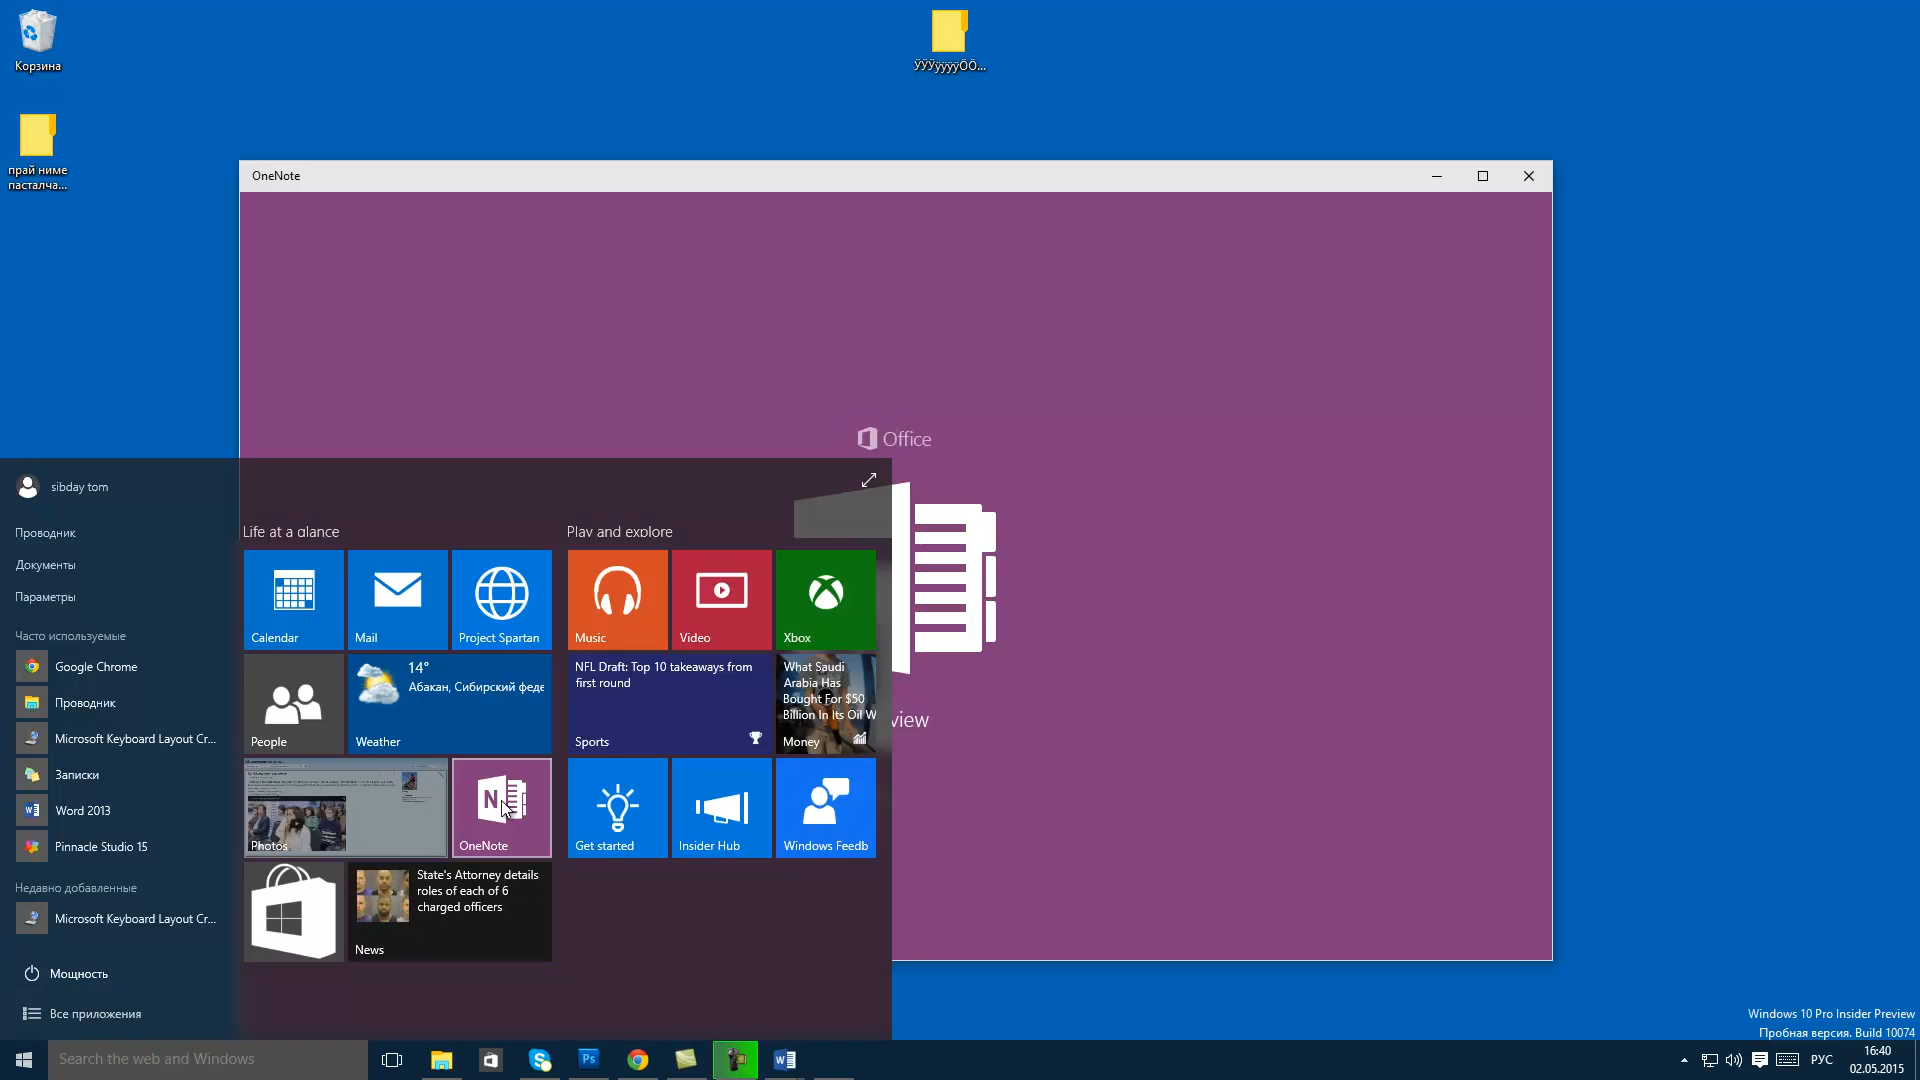 Корзина
ӰӰӰӱӱӱӱÖÖ...
прай ниме
пасталча...
OneNote
Office
view
sibday tom
Проводник
Документы
Параметры
Часто используемые
Google Chrome
Проводник
Microsoft Keyboard Layout Cr...
Записки
Word 2013
Pinnacle Studio 15
Недавно добавленные
Microsoft Keyboard Layout Cr...
Мощность
Все приложения
Life at a glance
Play and explore
Calendar
Mail
Project Spartan
Music
Video
Xbox
People
14°
Абакан, Сибирский феде
Weather
NFL Draft: Top 10 takeaways from
first round
Sports
What Saudi
Arabia Has
Bought For $50
Billion In Its Oil W
Money
Photos
N
OneNote
Get started
Insider Hub
Windows Feedb
State's Attorney details
roles of each of 6
charged officers
News
Windows 10 Pro Insider Preview
Пробная версия. Build 10074
Search the web and Windows
Ps
РУС
16:40
02.05.2015